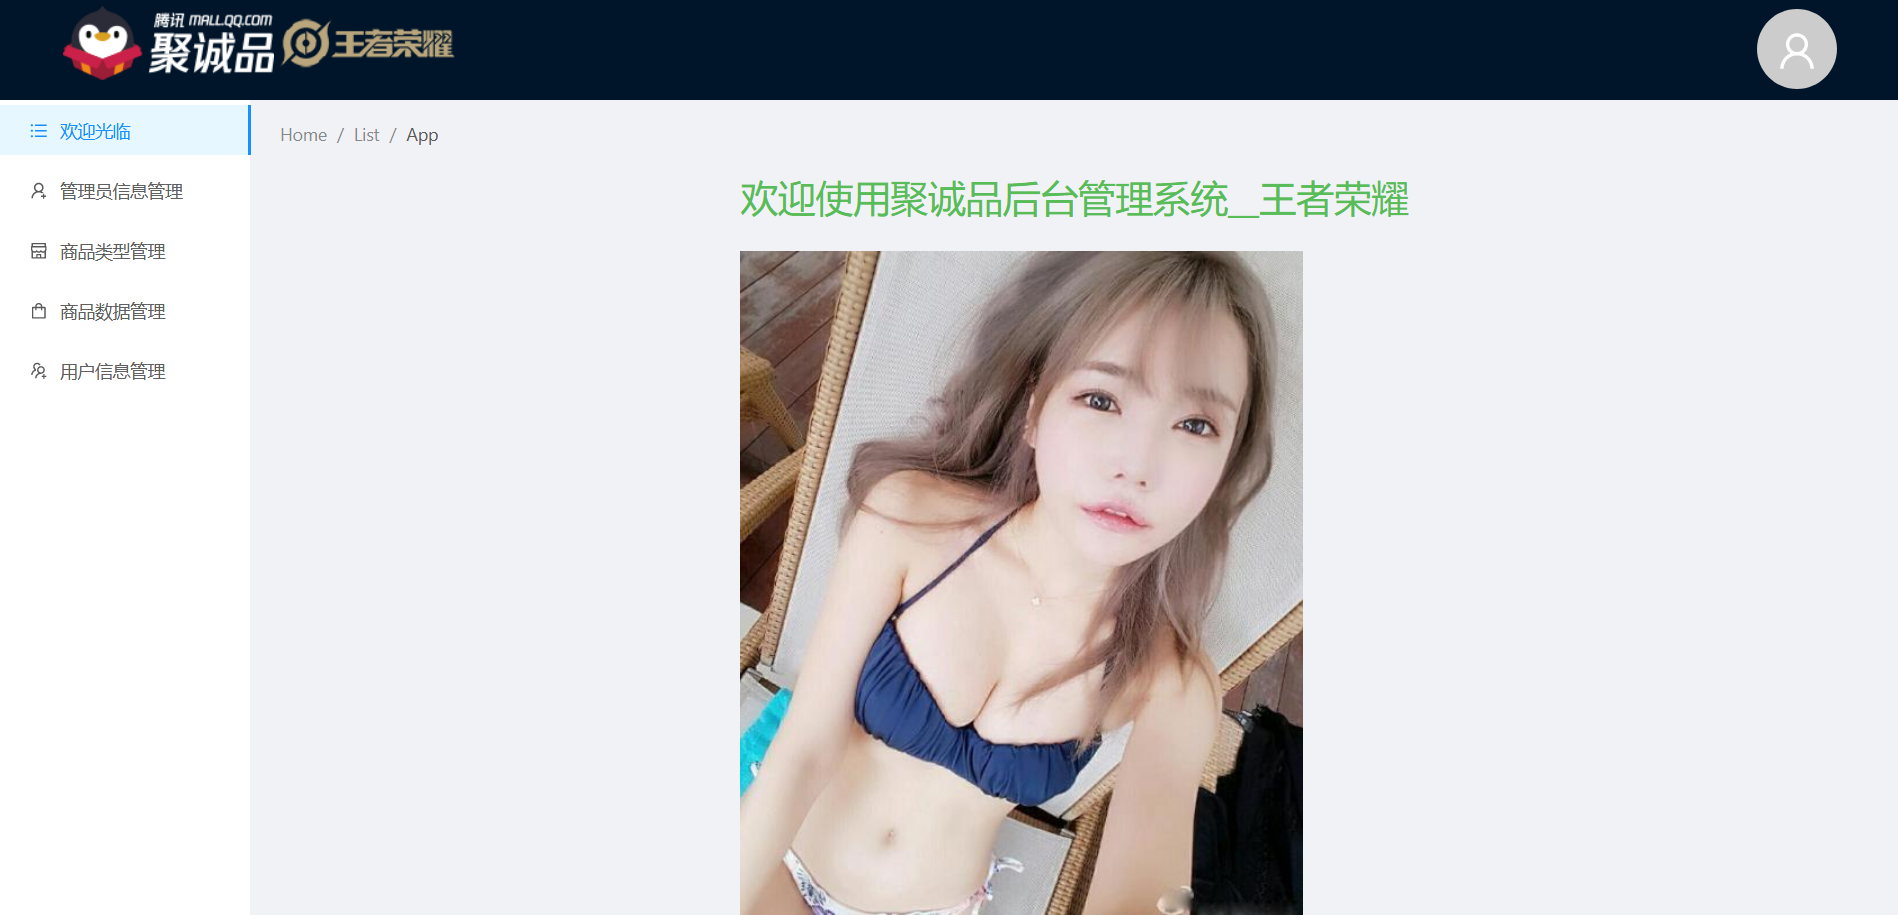 腾讯 MALL.QQ.COM
聚诚品
王者荣耀
欢迎光临
管理员信息管理
商品类型管理
商品数据管理
用户信息管理
Home / List / App
欢迎使用聚诚品后台管理系统__王者荣耀